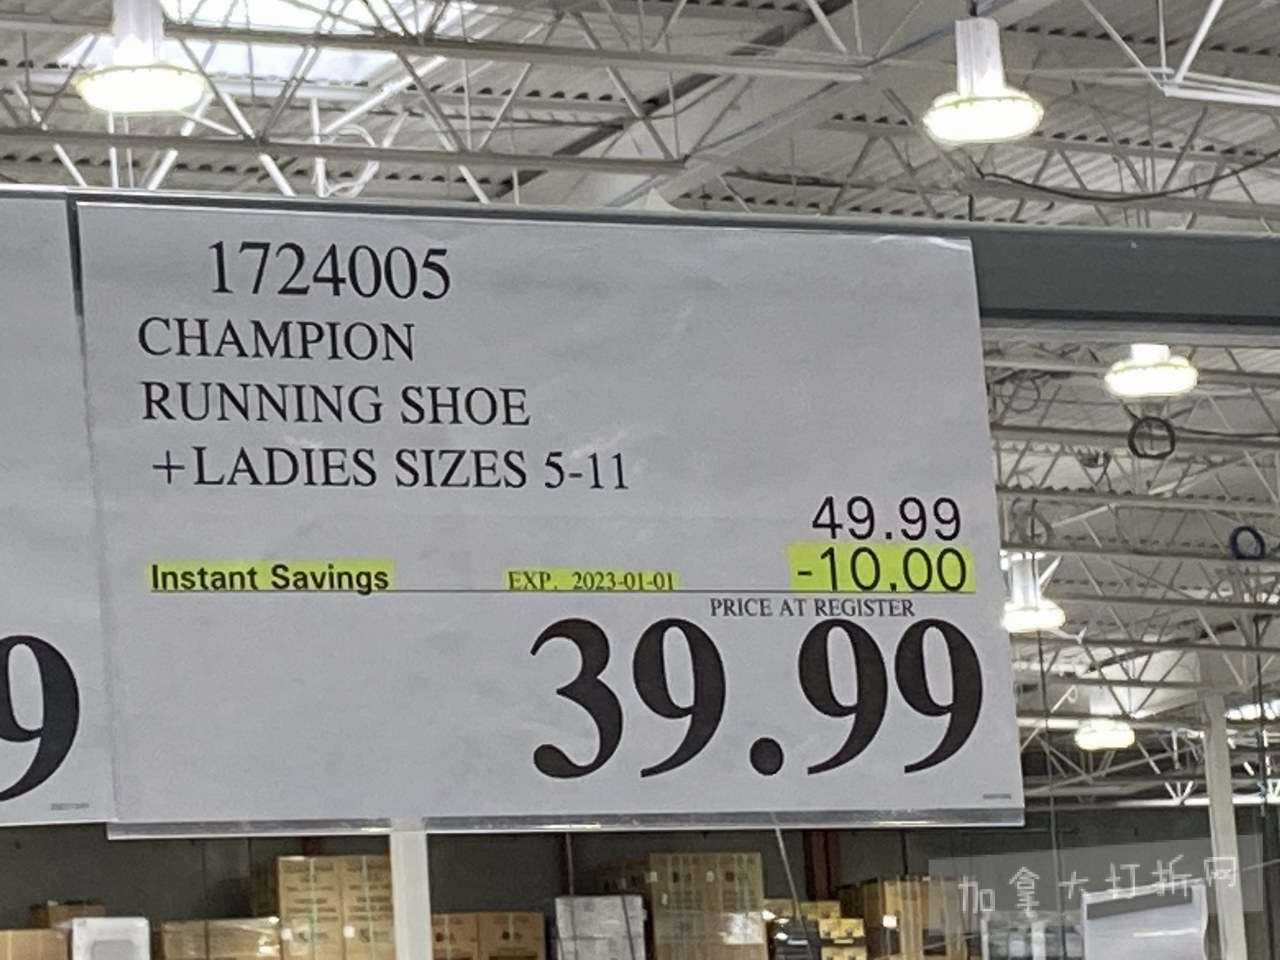 1724005
CHAMPION
RUNNING SHOE
+LADIES SIZES 5-11
49.99
Instant Savings EXP. 2023-01-01 -10.00
PRICE AT REGISTER
39.99
9
加拿大打折网